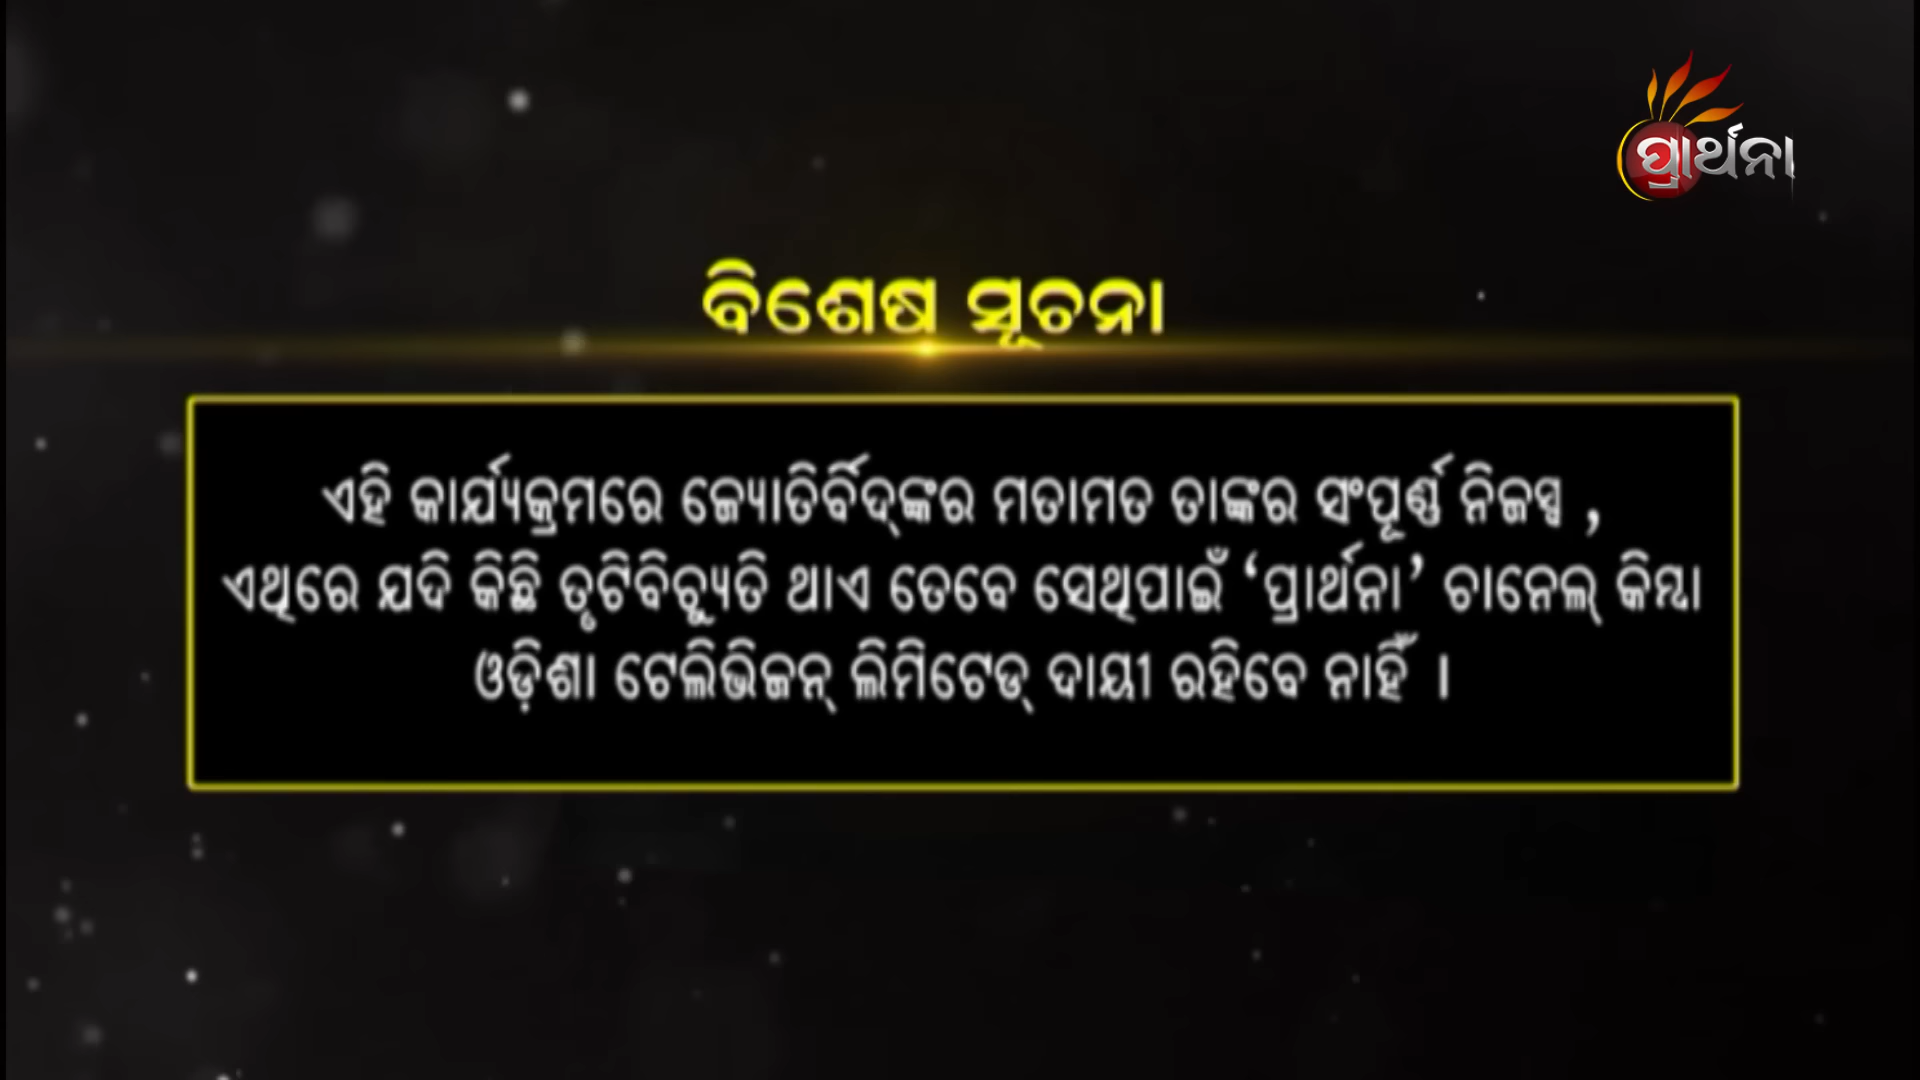 ପ୍ରାର୍ଥନା
ବିଶେଷ ସୂଚନା
ଏହି କାର୍ଯ୍ୟକ୍ରମରେ ଜ୍ୟୋତିର୍ବିଦ୍‌ଙ୍କର ମତାମତ ତାଙ୍କର ସଂପୂର୍ଣ୍ଣ ନିଜସ୍ୱ ,
ଏଥିରେ ଯଦି କିଛି ତୃଟିବିଚ୍ୟୁତି ଥାଏ ତେବେ ସେଥିପାଇଁ ‘ପ୍ରାର୍ଥନା’ ଚାନେଲ୍ କିମ୍ବା
ଓଡ଼ିଶା ଟେଲିଭିଜନ୍ ଲିମିଟେଡ୍ ଦାୟୀ ରହିବେ ନାହିଁ ।